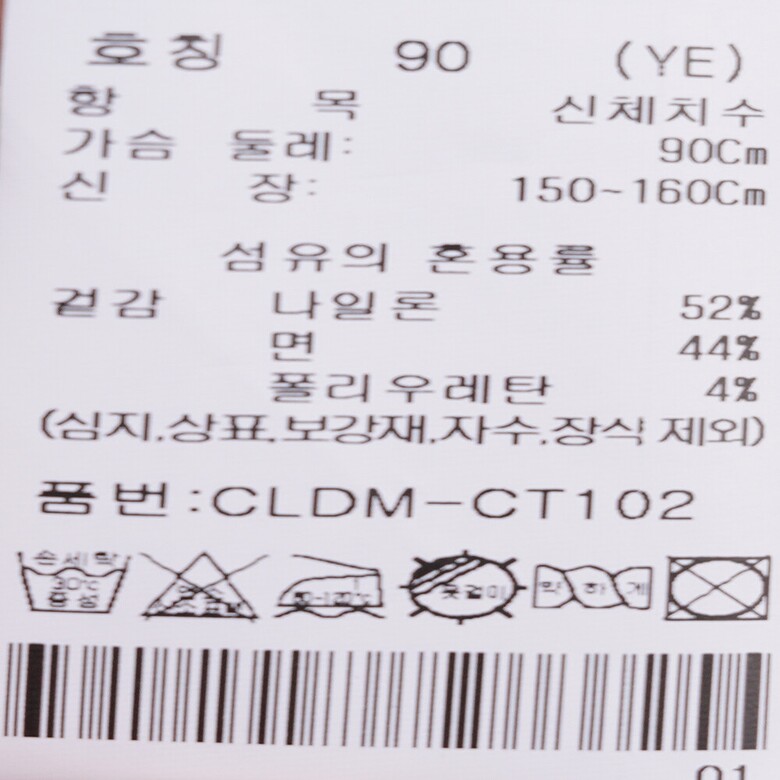 호칭 90 (YE)
항 목 신체치수
가슴 둘레: 90Cm
신 장: 150~160Cm
섬유의 혼용률
겉감 나일론 52%
면 44%
폴리우레탄 4%
(심지,상표,보강재,자수,장식 제외)
품번:CLDM-CT102
손세탁 30℃ 중성
옷걸이 약하게
01